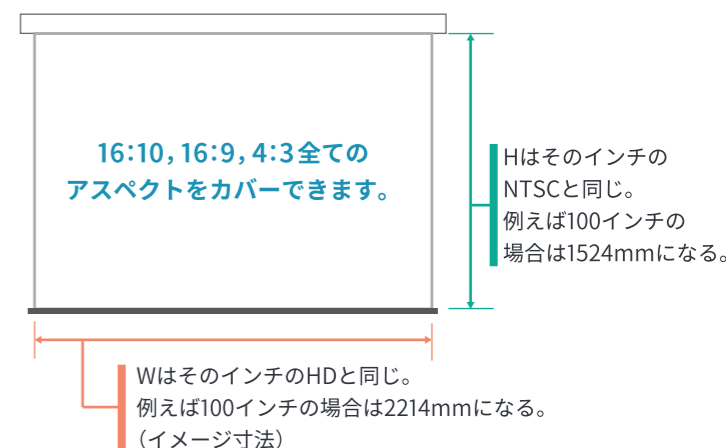 16:10, 16:9, 4:3全ての
アスペクトをカバーできます。
Hはそのインチの
NTSCと同じ。
例えば100インチの
場合は1524mmになる。
WはそのインチのHDと同じ。
例えば100インチの場合は2214mmになる。
（イメージ寸法）